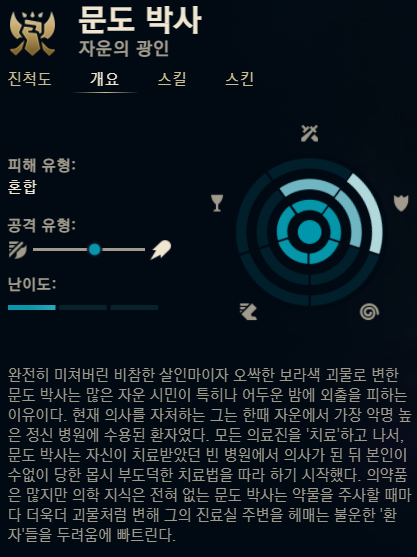 문도 박사
자운의 광인
진척도 개요 스킬 스킨
피해 유형:
혼합
공격 유형:
난이도:
완전히 미쳐버린 비참한 살인마이자 오싹한 보라색 괴물로 변한
문도 박사는 많은 자운 시민이 특히나 어두운 밤에 외출을 피하는
이유이다. 현재 의사를 자처하는 그는 한때 자운에서 가장 악명 높
은 정신 병원에 수용된 환자였다. 모든 의료진을 '치료'하고 나서,
문도 박사는 자신이 치료받았던 빈 병원에서 의사가 된 뒤 본인이
수없이 당한 몹시 부도덕한 치료법을 따라 하기 시작했다. 의약품
은 많지만 의학 지식은 전혀 없는 문도 박사는 약물을 주사할 때마
다 더욱더 괴물처럼 변해 그의 진료실 주변을 헤매는 불운한 '환
자'들을 두려움에 빠트린다.